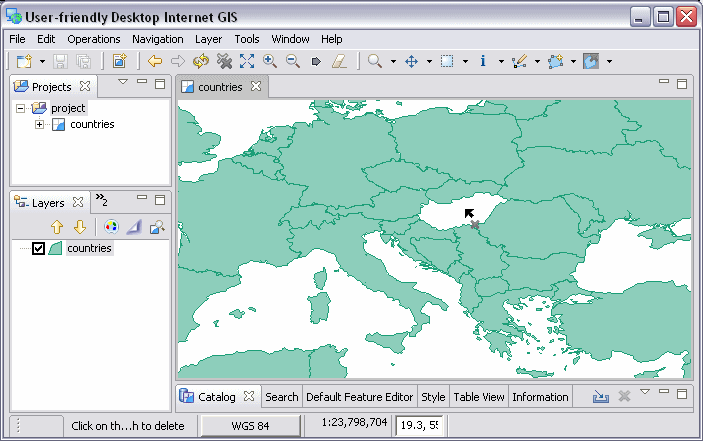 User-friendly Desktop Internet GIS
File Edit Operations Navigation Layer Tools Window Help
Projects
project
countries
Layers
»2
countries
countries
Catalog Search Default Feature Editor Style Table View Information
Click on th...h to delete WGS 84 1:23,798,704 19.3, 55